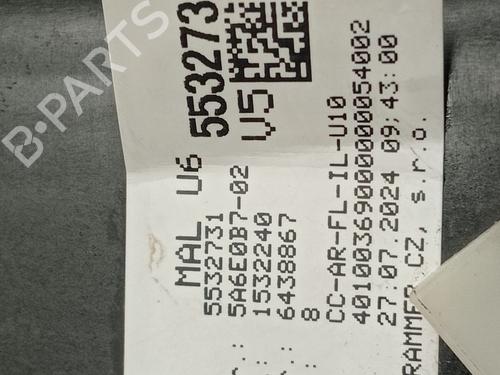 B-PARTS
553273
V5
MAL U6
5532731
5A6E0B7-02
1532240
6438867
8
CC-AR-FL-IL-U10
4010036900000054002
27.07.2024 09:43:00
RAMMER CZ, s.r.o.